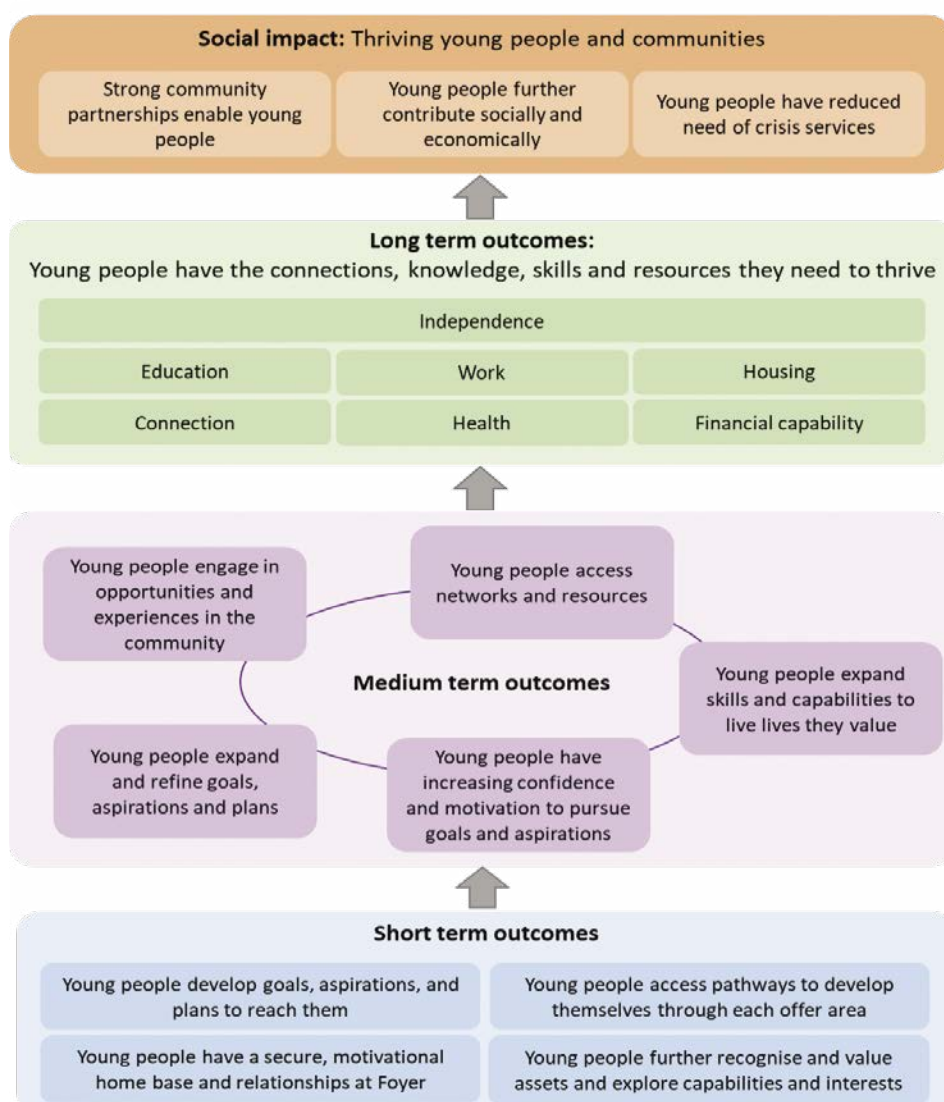 Social impact: Thriving young people and communities
Strong community
partnerships enable young
people
Young people further
contribute socially and
economically
Young people have reduced
need of crisis services
Long term outcomes:
Young people have the connections, knowledge, skills and resources they need to thrive
Independence
Education
Work
Housing
Connection
Health
Financial capability
Young people engage in
opportunities and
experiences in the
community
Young people access
networks and resources
Medium term outcomes
Young people expand
skills and capabilities to
live lives they value
Young people expand
and refine goals,
aspirations and plans
Young people have
increasing confidence
and motivation to pursue
goals and aspirations
Short term outcomes
Young people develop goals, aspirations, and
plans to reach them
Young people access pathways to develop
themselves through each offer area
Young people have a secure, motivational
home base and relationships at Foyer
Young people further recognise and value
assets and explore capabilities and interests